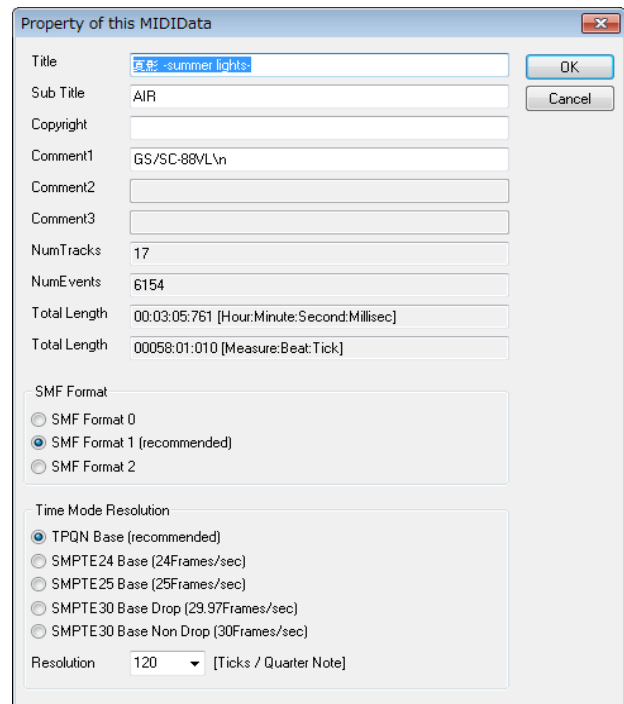 Property of this MIDIData
Title 夏影 -summer lights-
OK
Sub Title AIR
Cancel
Copyright
Comment1 GS/SC-88VL\n
Comment2
Comment3
NumTracks 17
NumEvents 6154
Total Length 00:03:05:761 [Hour:Minute:Second:Millisec]
Total Length 00058:01:010 [Measure:Beat:Tick]
SMF Format
SMF Format 0
SMF Format 1 (recommended)
SMF Format 2
Time Mode Resolution
TPQN Base (recommended)
SMPTE24 Base (24Frames/sec)
SMPTE25 Base (25Frames/sec)
SMPTE30 Base Drop (29.97Frames/sec)
SMPTE30 Base Non Drop (30Frames/sec)
Resolution 120 [Ticks / Quarter Note]